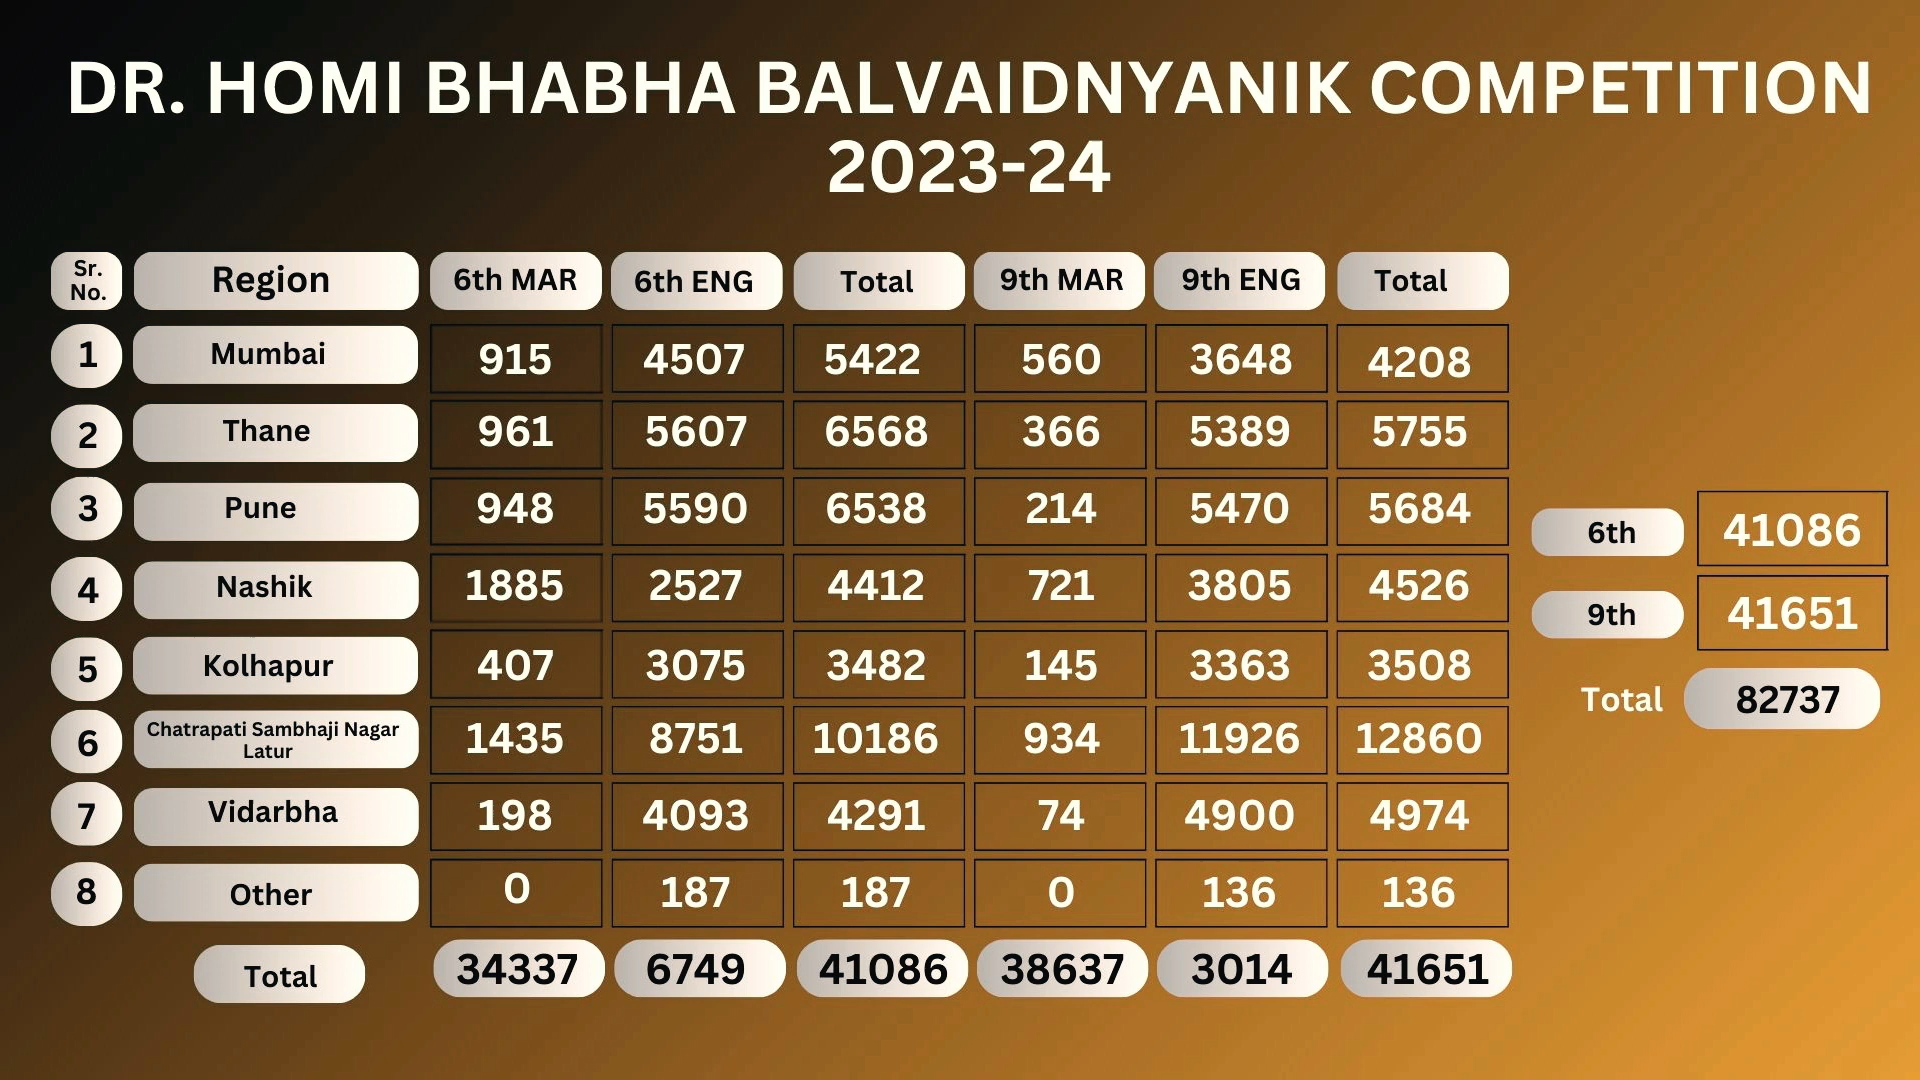 DR. HOMI BHABHA BALVAIDNYANIK COMPETITION
2023-24
Sr. No. Region 6th MAR 6th ENG Total 9th MAR 9th ENG Total
1 Mumbai 915 4507 5422 560 3648 4208
2 Thane 961 5607 6568 366 5389 5755
3 Pune 948 5590 6538 214 5470 5684
4 Nashik 1885 2527 4412 721 3805 4526
5 Kolhapur 407 3075 3482 145 3363 3508
6 Chatrapati Sambhaji Nagar Latur 1435 8751 10186 934 11926 12860
7 Vidarbha 198 4093 4291 74 4900 4974
8 Other 0 187 187 0 136 136
Total 34337 6749 41086 38637 3014 41651
6th 41086
9th 41651
Total 82737